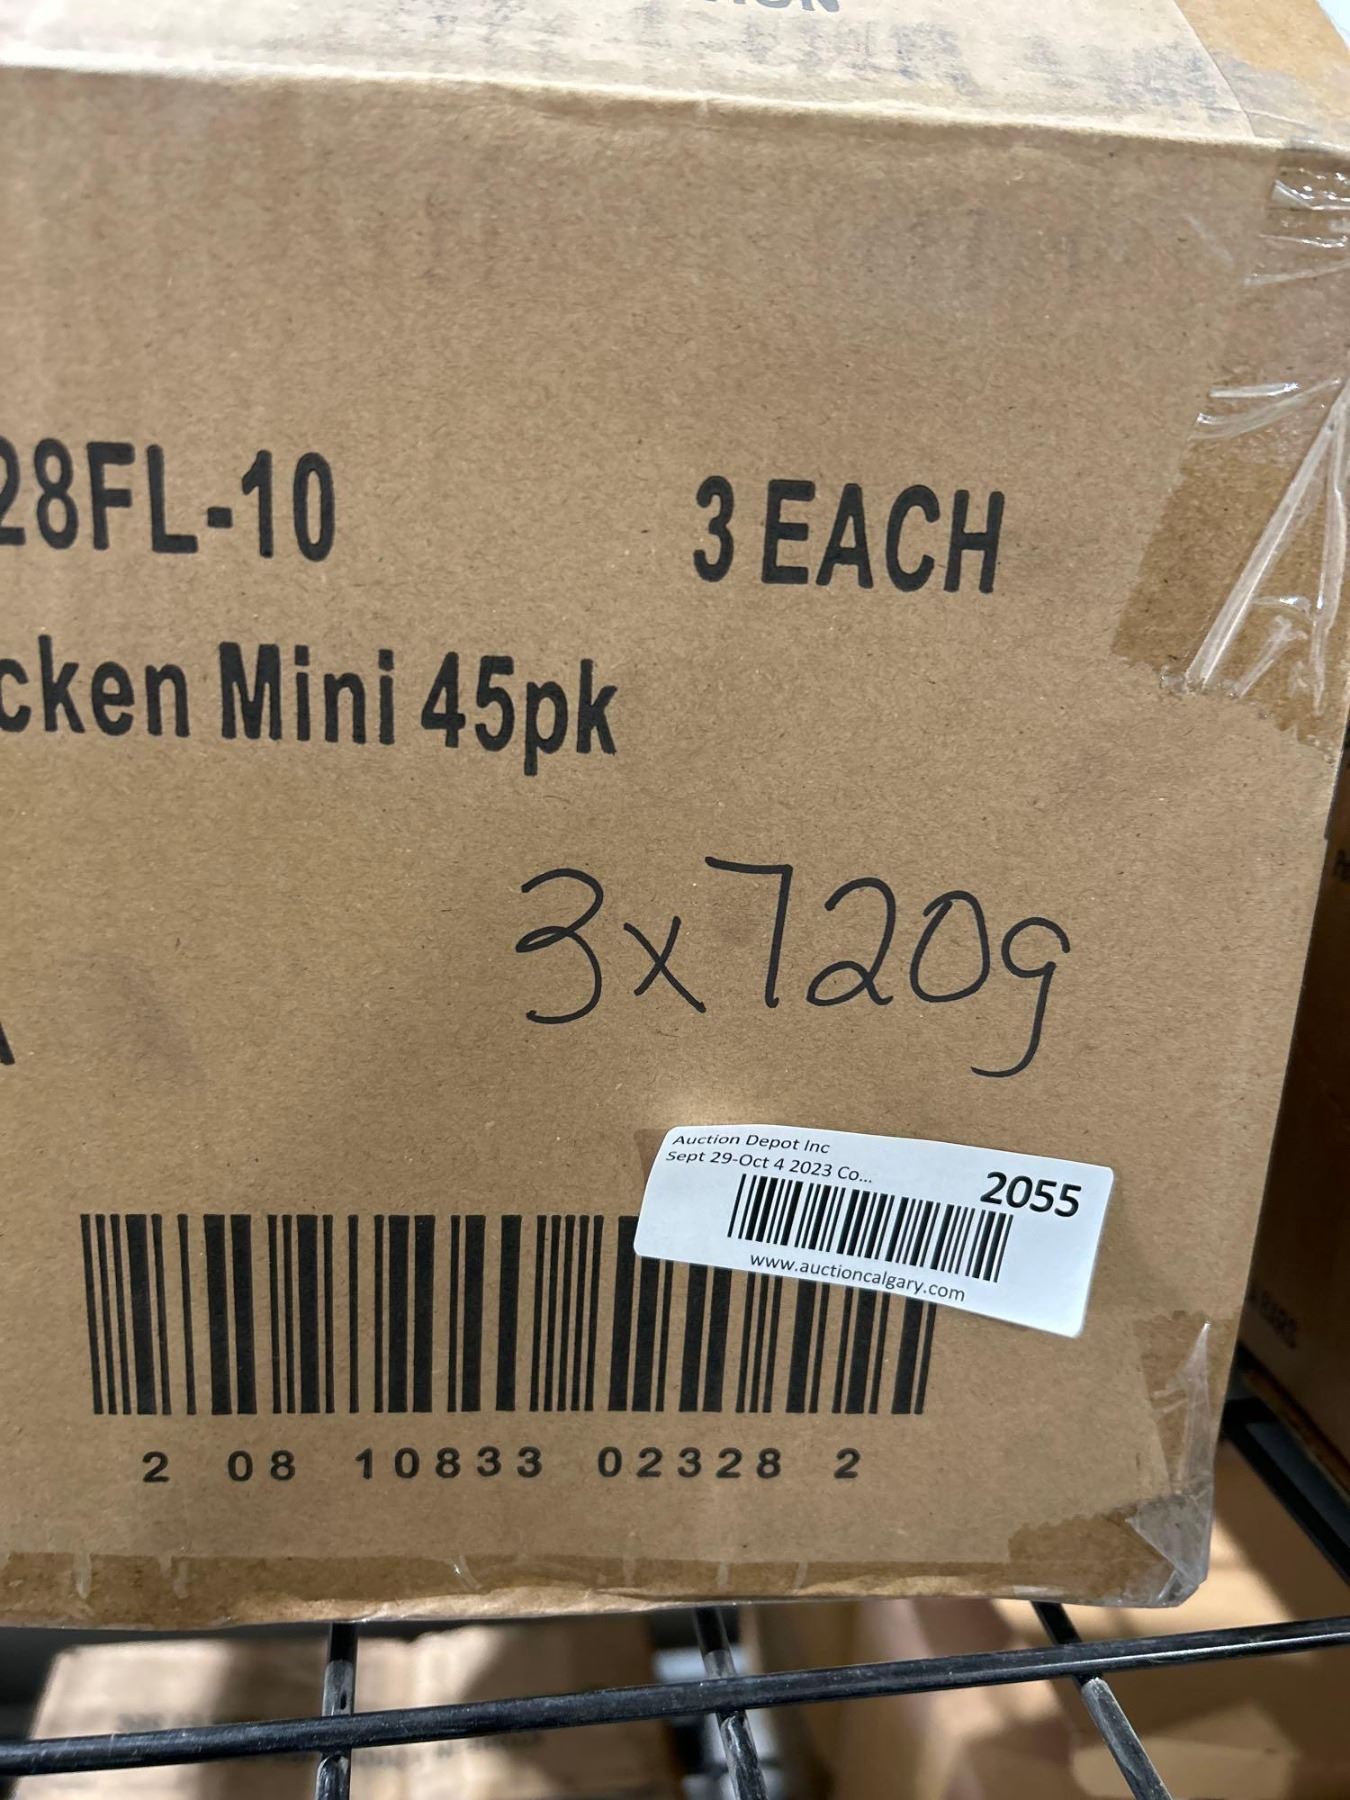 28FL-10 3 EACH
cken Mini 45pk
3x720g
Auction Depot Inc
Sept 29-Oct 4 2023 Co...
2055
www.auctioncalgary.com
2 08 10833 02328 2